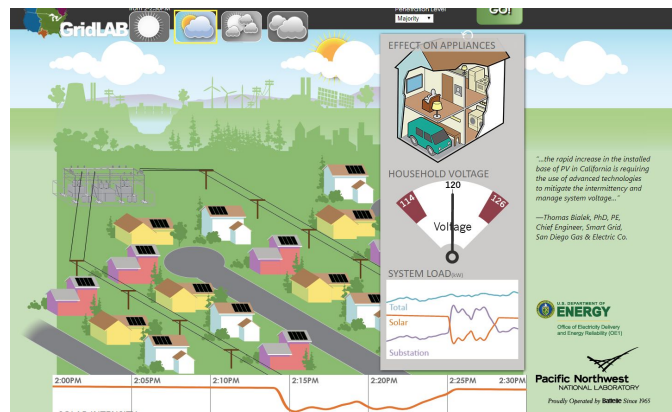 Penetration Level
GridLAB
Majority
GO!
EFFECT ON APPLIANCES
HOUSEHOLD VOLTAGE
120
114
126
Voltage
SYSTEM LOAD(kW)
Total
Solar
Substation
"...the rapid increase in the installed
base of PV in California is requiring
the use of advanced technologies
to mitigate the intermittency and
manage system voltage..."
—Thomas Bialek, PhD, PE,
Chief Engineer, Smart Grid,
San Diego Gas & Electric Co.
U.S. DEPARTMENT OF
ENERGY
Office of Electricity Delivery
and Energy Reliability (OE1)
Pacific Northwest
NATIONAL LABORATORY
Proudly Operated by Battelle Since 1965
2:00PM 2:05PM 2:10PM 2:15PM 2:20PM 2:25PM 2:30PM